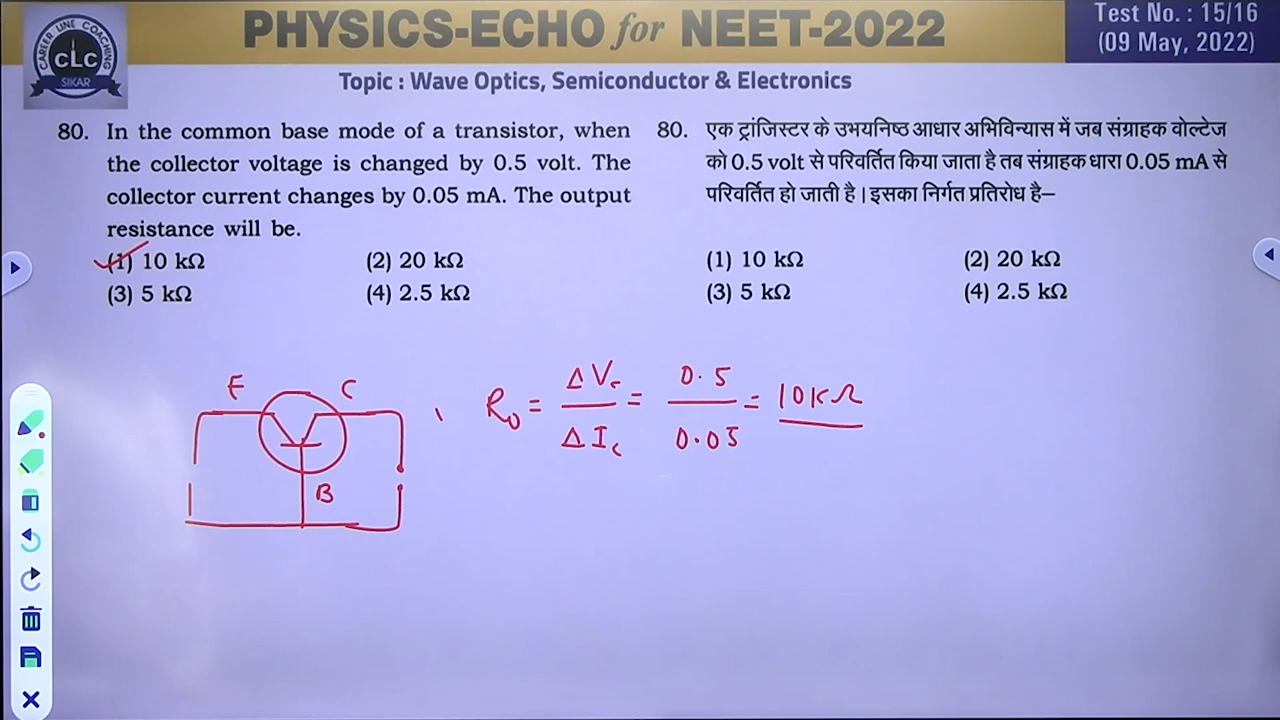 CAREER LINE COACHING
CLC
SIKAR
PHYSICS-ECHO for NEET-2022
Test No. : 15/16
(09 May, 2022)
Topic : Wave Optics, Semiconductor & Electronics
80. In the common base mode of a transistor, when
the collector voltage is changed by 0.5 volt. The
collector current changes by 0.05 mA. The output
resistance will be.
(1) 10 kΩ (2) 20 kΩ
(3) 5 kΩ (4) 2.5 kΩ
80. एक ट्रांजिस्टर के उभयनिष्ठ आधार अभिविन्यास में जब संग्राहक वोल्टेज
को 0.5 volt से परिवर्तित किया जाता है तब संग्राहक धारा 0.05 mA से
परिवर्तित हो जाती है। इसका निर्गत प्रतिरोध है–
(1) 10 kΩ (2) 20 kΩ
(3) 5 kΩ (4) 2.5 kΩ
E C
B
R₀ = ΔVc / ΔIc = 0.5 / 0.05 = 10KΩ